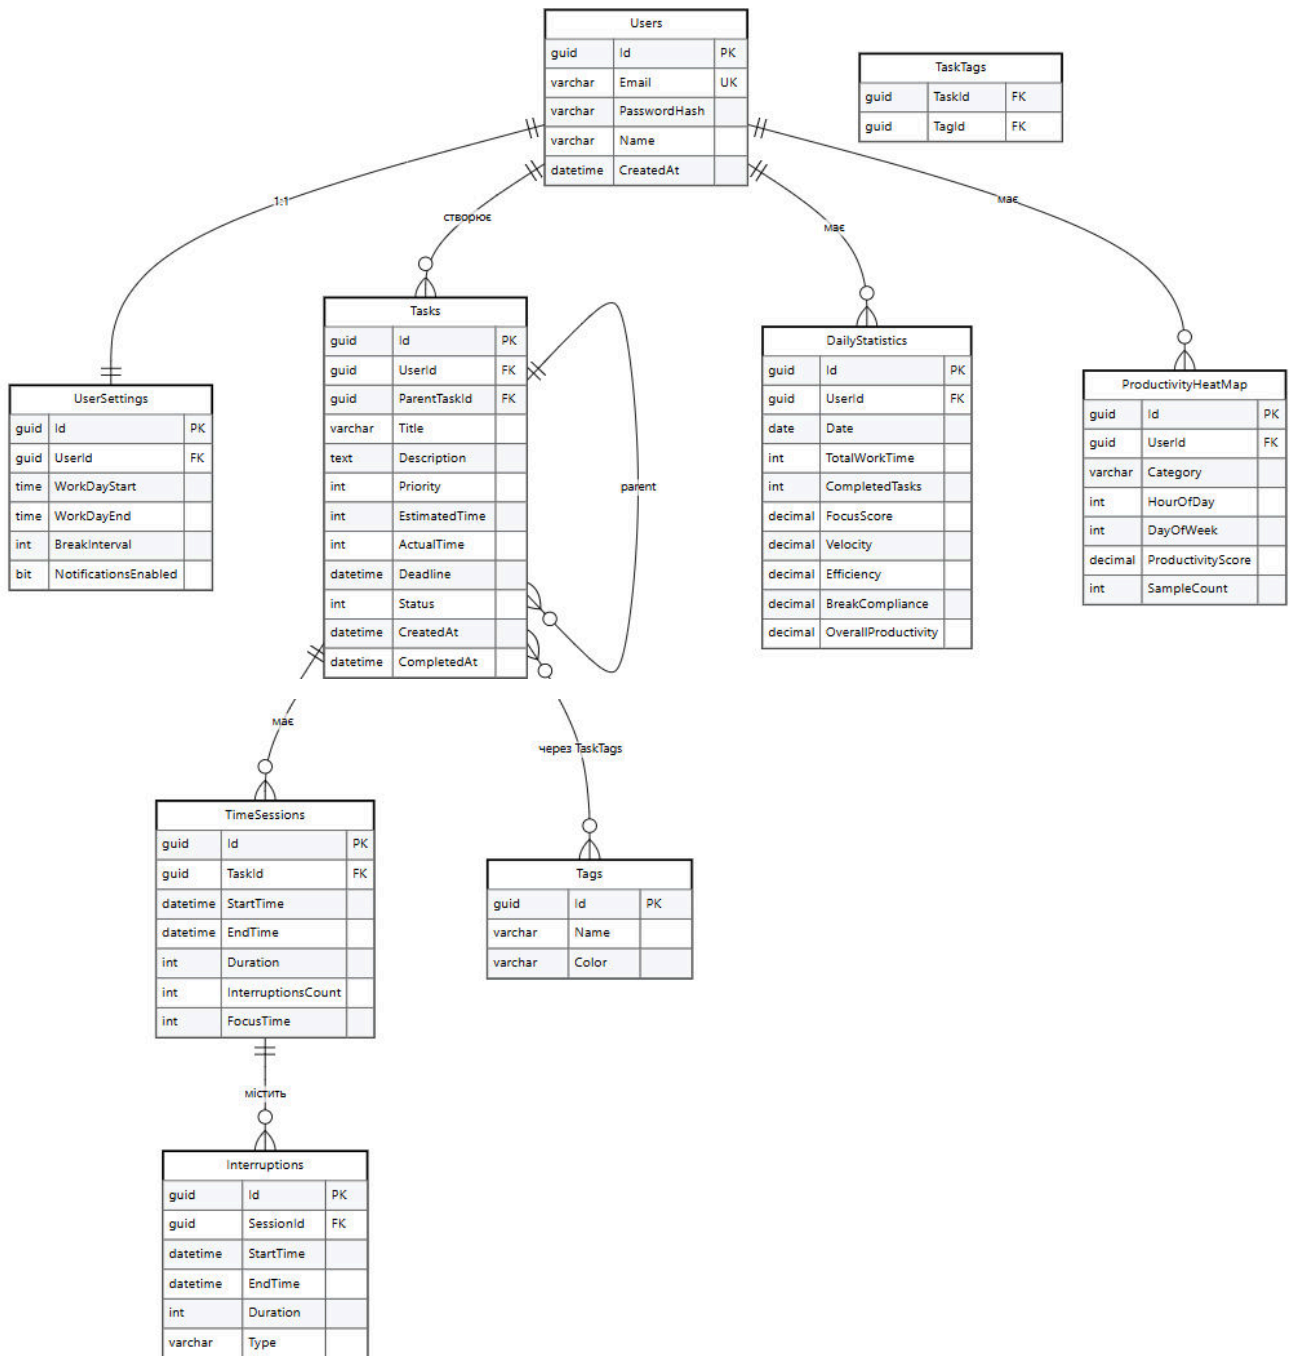 Users
guid Id PK
varchar Email UK
varchar PasswordHash
varchar Name
datetime CreatedAt
TaskTags
guid TaskId FK
guid TagId FK
1:1
створює
має
має
Tasks
guid Id PK
guid UserId FK
guid ParentTaskId FK
varchar Title
text Description
int Priority
int EstimatedTime
int ActualTime
datetime Deadline
int Status
datetime CreatedAt
datetime CompletedAt
parent
DailyStatistics
guid Id PK
guid UserId FK
date Date
int TotalWorkTime
int CompletedTasks
decimal FocusScore
decimal Velocity
decimal Efficiency
decimal BreakCompliance
decimal OverallProductivity
ProductivityHeatMap
guid Id PK
guid UserId FK
varchar Category
int HourOfDay
int DayOfWeek
decimal ProductivityScore
int SampleCount
UserSettings
guid Id PK
guid UserId FK
time WorkDayStart
time WorkDayEnd
int BreakInterval
bit NotificationsEnabled
має
через TaskTags
TimeSessions
guid Id PK
guid TaskId FK
datetime StartTime
datetime EndTime
int Duration
int InterruptionsCount
int FocusTime
Tags
guid Id PK
varchar Name
varchar Color
містить
Interruptions
guid Id PK
guid SessionId FK
datetime StartTime
datetime EndTime
int Duration
varchar Type